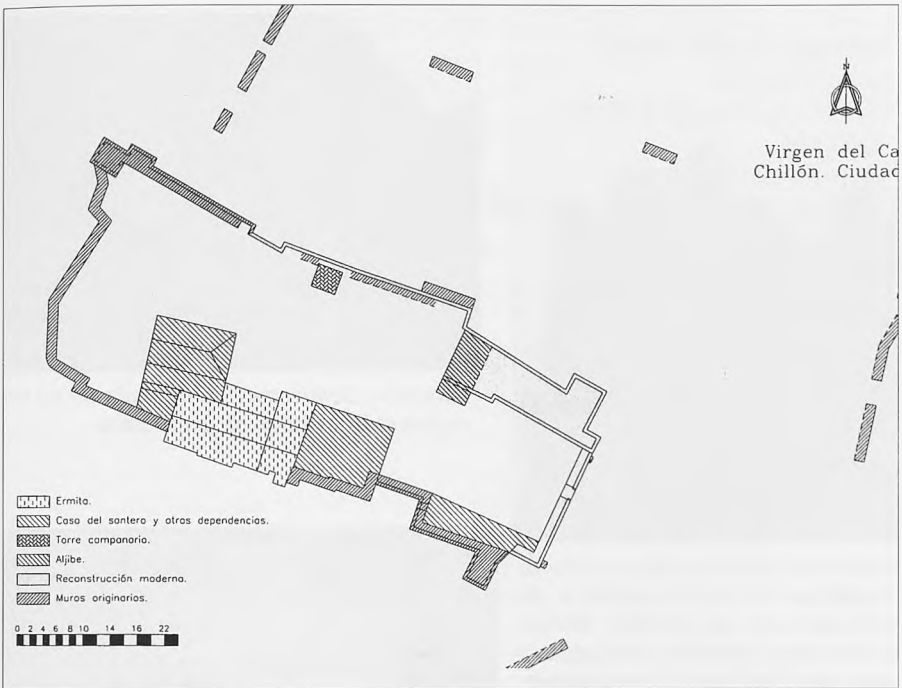 N
Virgen del Ca
Chillón. Ciudad
Ermita.
Casa del santero y otras dependencias.
Torre campanario.
Aljibe.
Reconstrucción moderna.
Muros originarios.
0 2 4 6 8 10 14 16 22